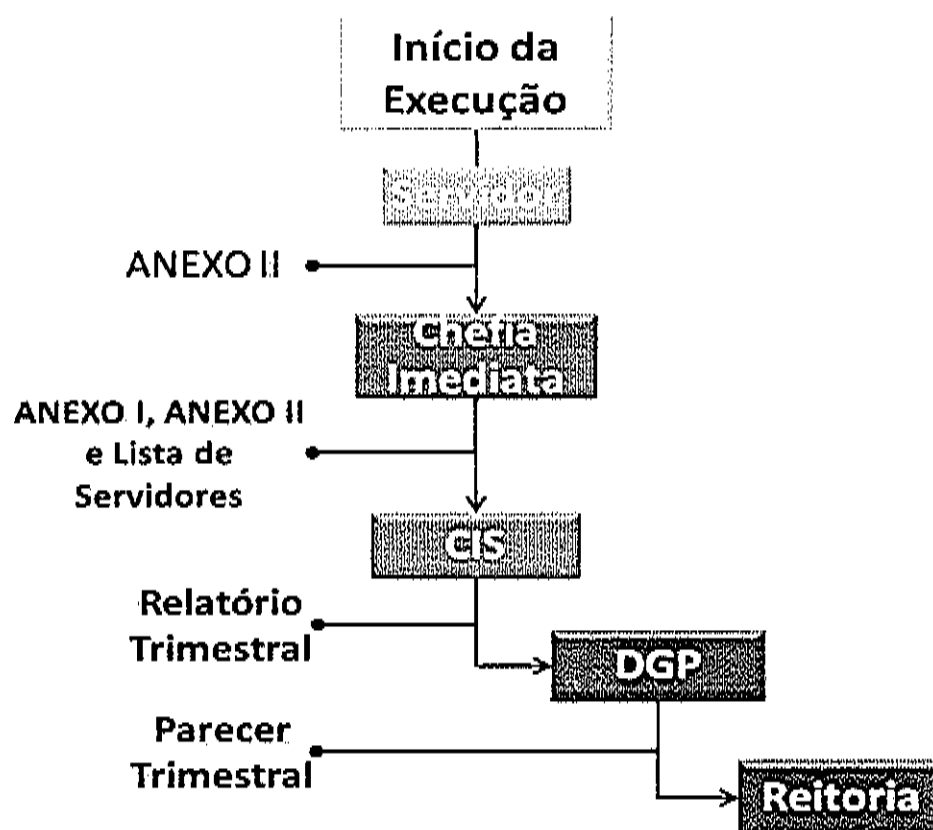 Início da
Execução
Servidor
ANEXO II
Chefia
Imediata
ANEXO I, ANEXO II
e Lista de
Servidores
CIS
Relatório
Trimestral
DGP
Parecer
Trimestral
Reitoria